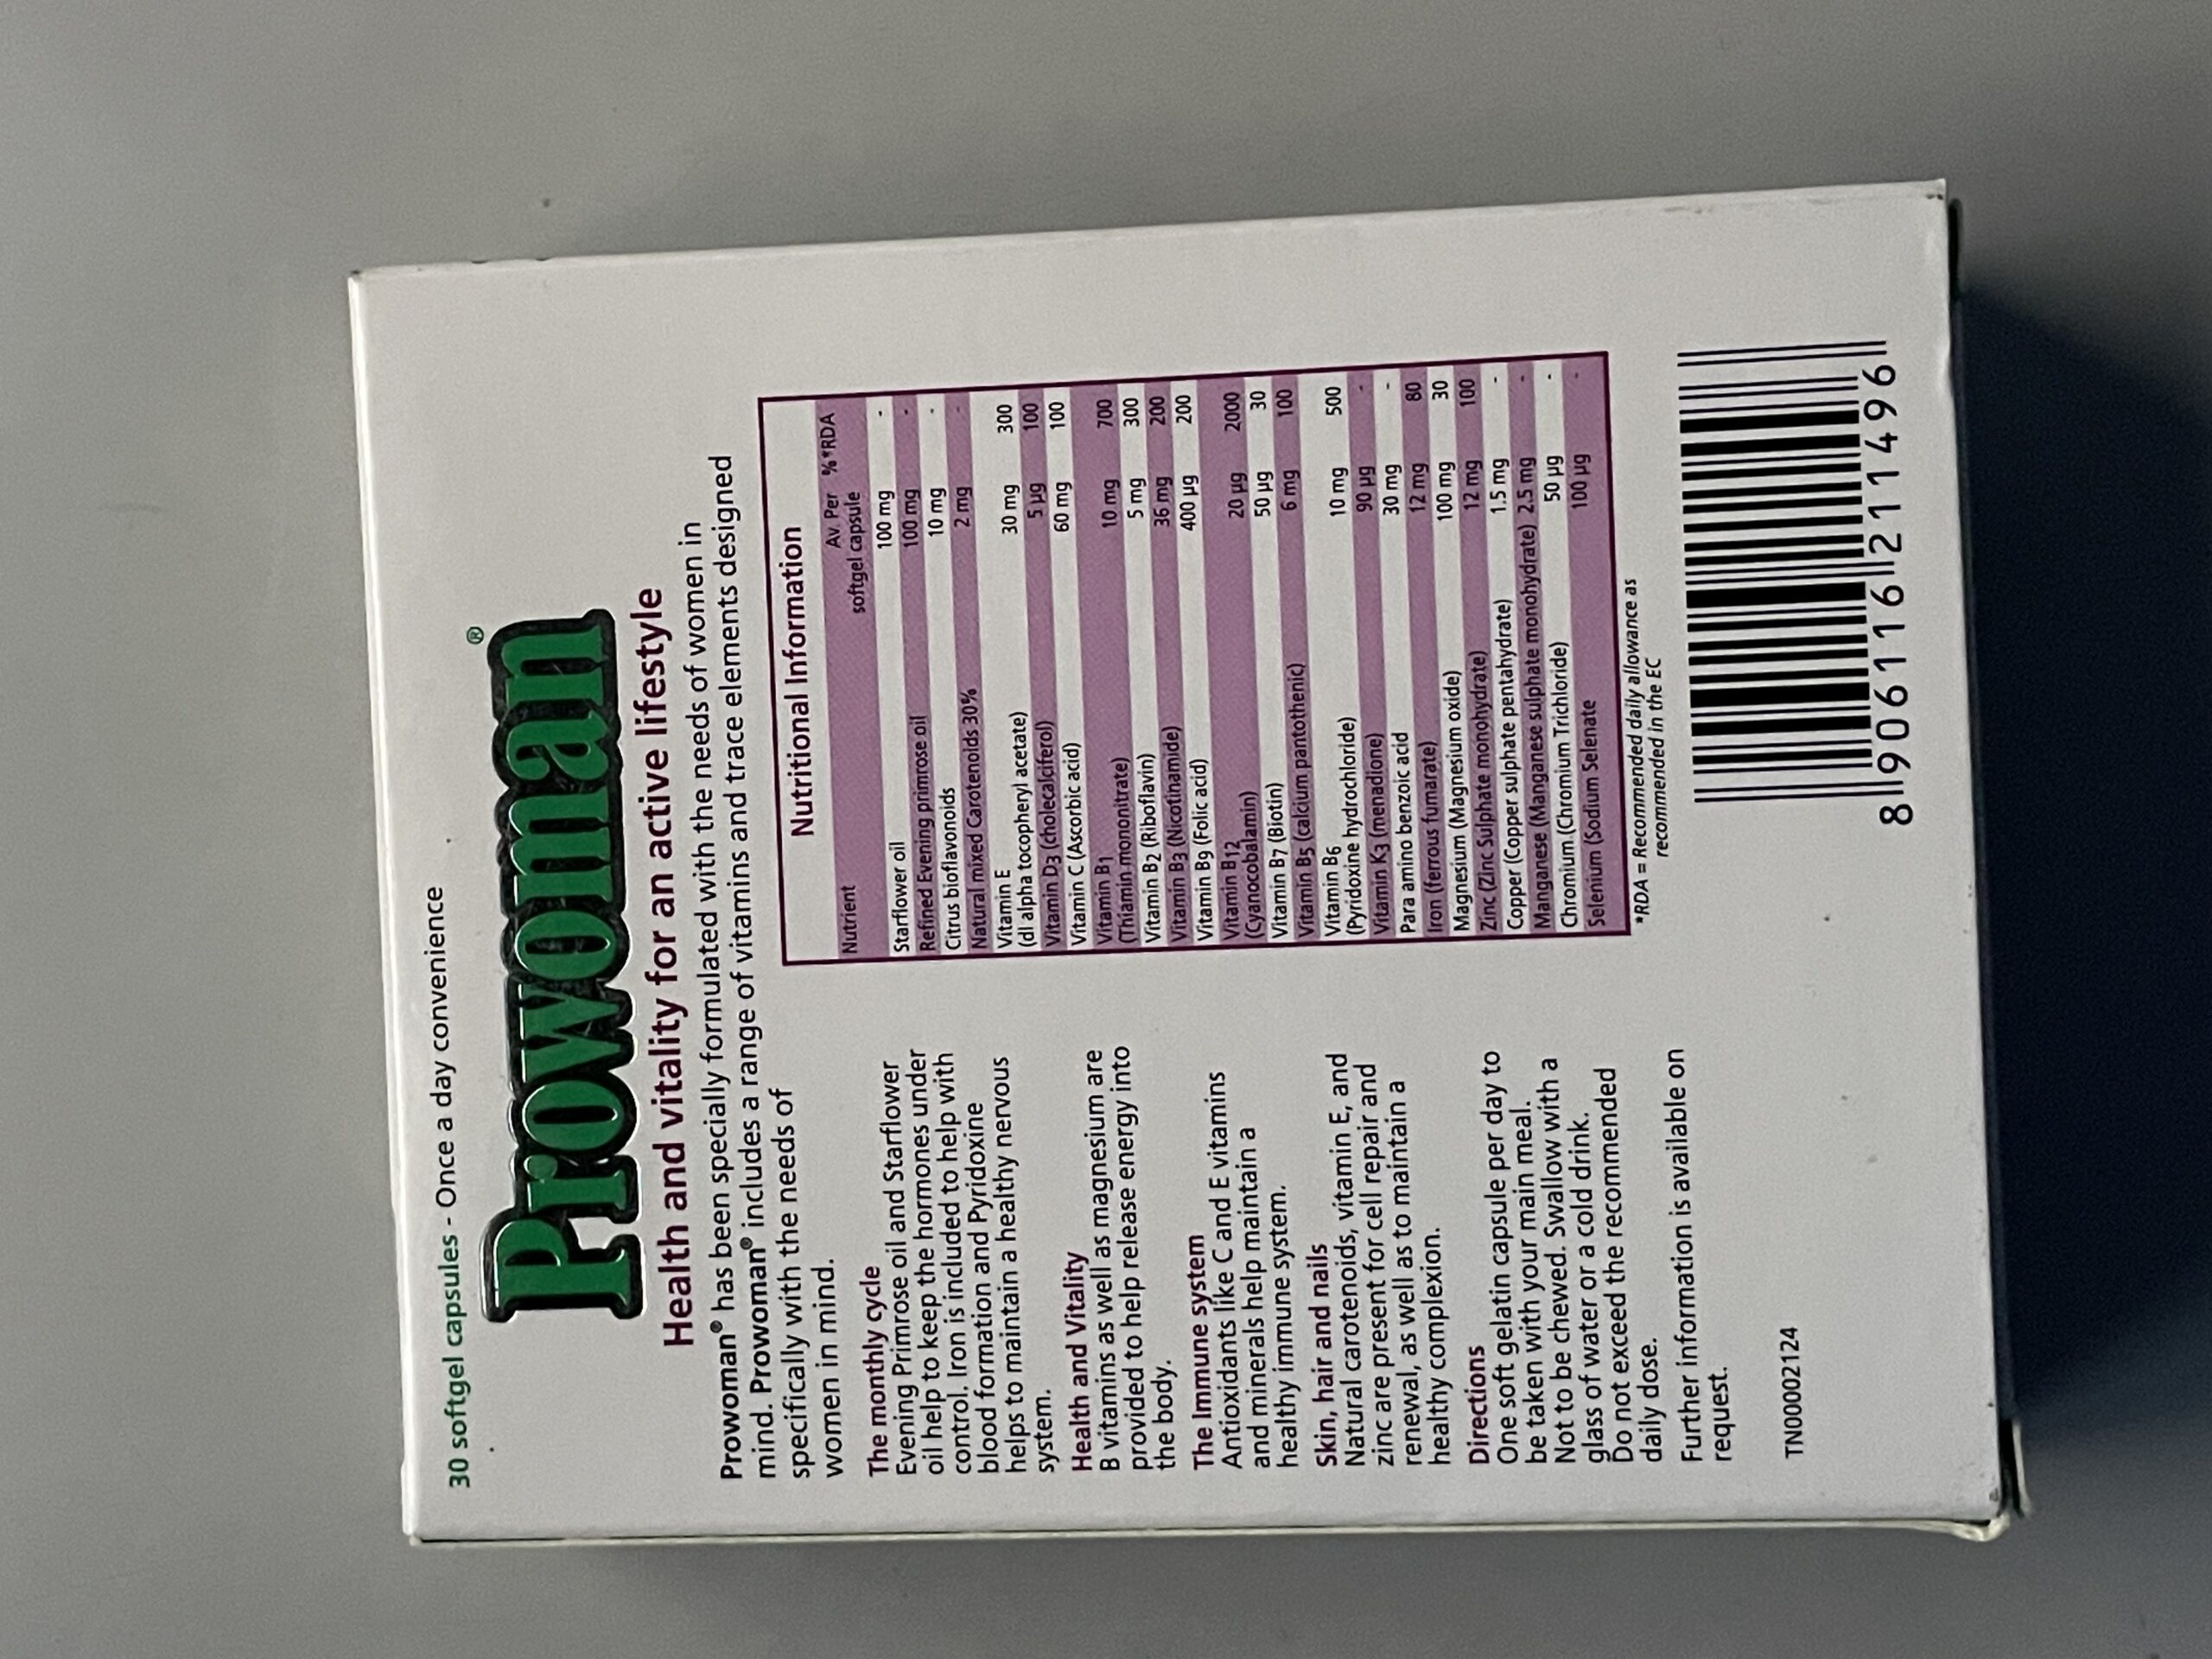 30 softgel capsules - Once a day convenience
Prowoman®
Health and vitality for an active lifestyle
Prowoman® has been specially formulated with the needs of women in
mind. Prowoman® includes a range of vitamins and trace elements designed
specifically with the needs of
women in mind.
The monthly cycle
Evening Primrose oil and Starflower
oil help to keep the hormones under
control. Iron is included to help with
blood formation and Pyridoxine
helps to maintain a healthy nervous
system.
Health and Vitality
B vitamins as well as magnesium are
provided to help release energy into
the body.
The Immune system
Antioxidants like C and E vitamins
and minerals help maintain a
healthy immune system.
Skin, hair and nails
Natural carotenoids, vitamin E, and
zinc are present for cell repair and
renewal, as well as to maintain a
healthy complexion.
Directions
One soft gelatin capsule per day to
be taken with your main meal.
Not to be chewed. Swallow with a
glass of water or a cold drink.
Do not exceed the recommended
daily dose.
Further information is available on
request.
TN00002124
Nutritional Information
Nutrient Av. Per %*RDA
softgel capsule
Starflower oil 100 mg -
Refined Evening primrose oil 100 mg -
Citrus bioflavonoids 10 mg -
Natural mixed Carotenoids 30% 2 mg -
Vitamin E
(dl alpha tocopheryl acetate) 30 mg 300
Vitamin D3 (cholecalciferol) 5 µg 100
Vitamin C (Ascorbic acid) 60 mg 100
Vitamin B1
(Thiamin mononitrate) 10 mg 700
Vitamin B2 (Riboflavin) 5 mg 300
Vitamin B3 (Nicotinamide) 36 mg 200
Vitamin B9 (Folic acid) 400 µg 200
Vitamin B12
(Cyanocobalamin) 20 µg 2000
Vitamin B7 (Biotin) 50 µg 30
Vitamin B5 (calcium pantothenic) 6 mg 100
Vitamin B6
(Pyridoxine hydrochloride) 10 mg 500
Vitamin K3 (menadione) 90 µg -
Para amino benzoic acid 30 mg -
Iron (ferrous fumarate) 12 mg 80
Magnesium (Magnesium oxide) 100 mg 30
Zinc (Zinc Sulphate monohydrate) 12 mg 100
Copper (Copper sulphate pentahydrate) 1.5 mg -
Manganese (Manganese sulphate monohydrate) 2.5 mg -
Chromium (Chromium Trichloride) 50 µg -
Selenium (Sodium Selenate 100 µg -
*RDA = Recommended daily allowance as
recommended in the EC
8 906116 211496